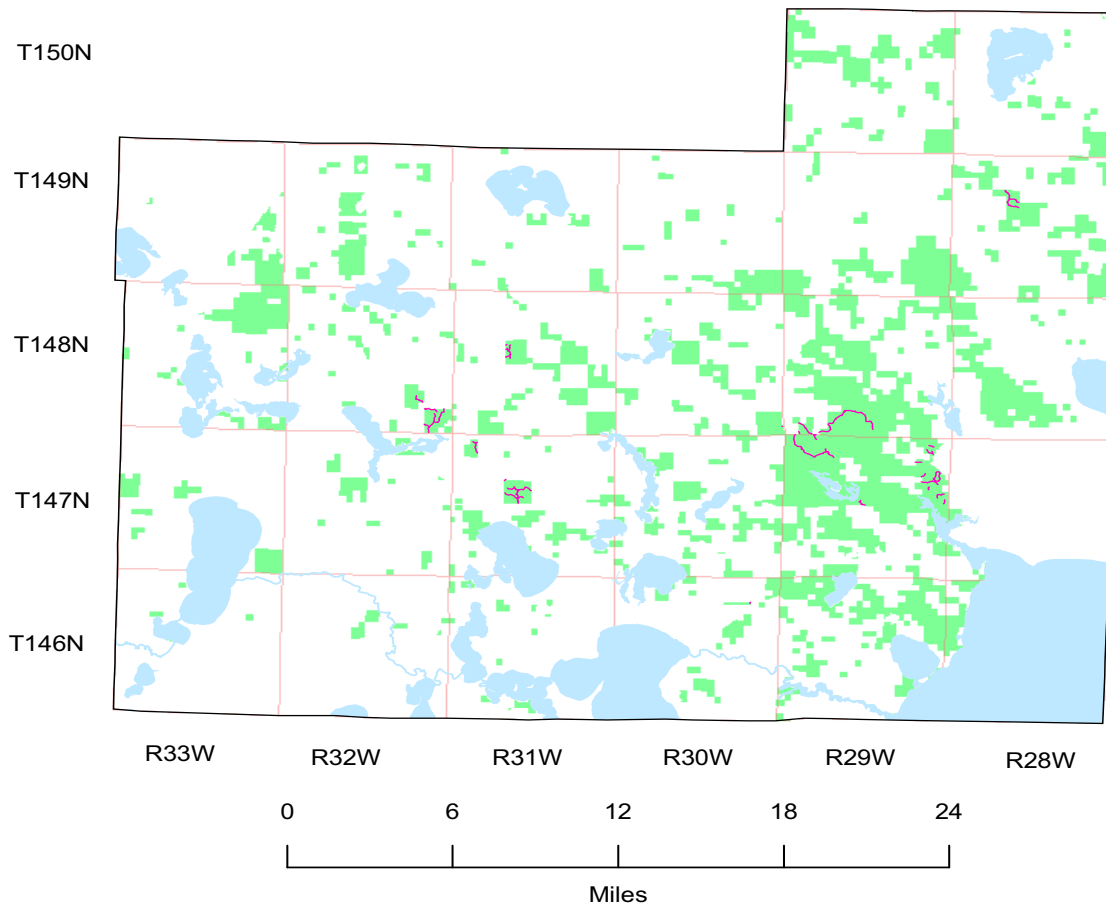 T150N
T149N
T148N
T147N
T146N
R33W R32W R31W R30W R29W R28W
0 6 12 18 24
Miles